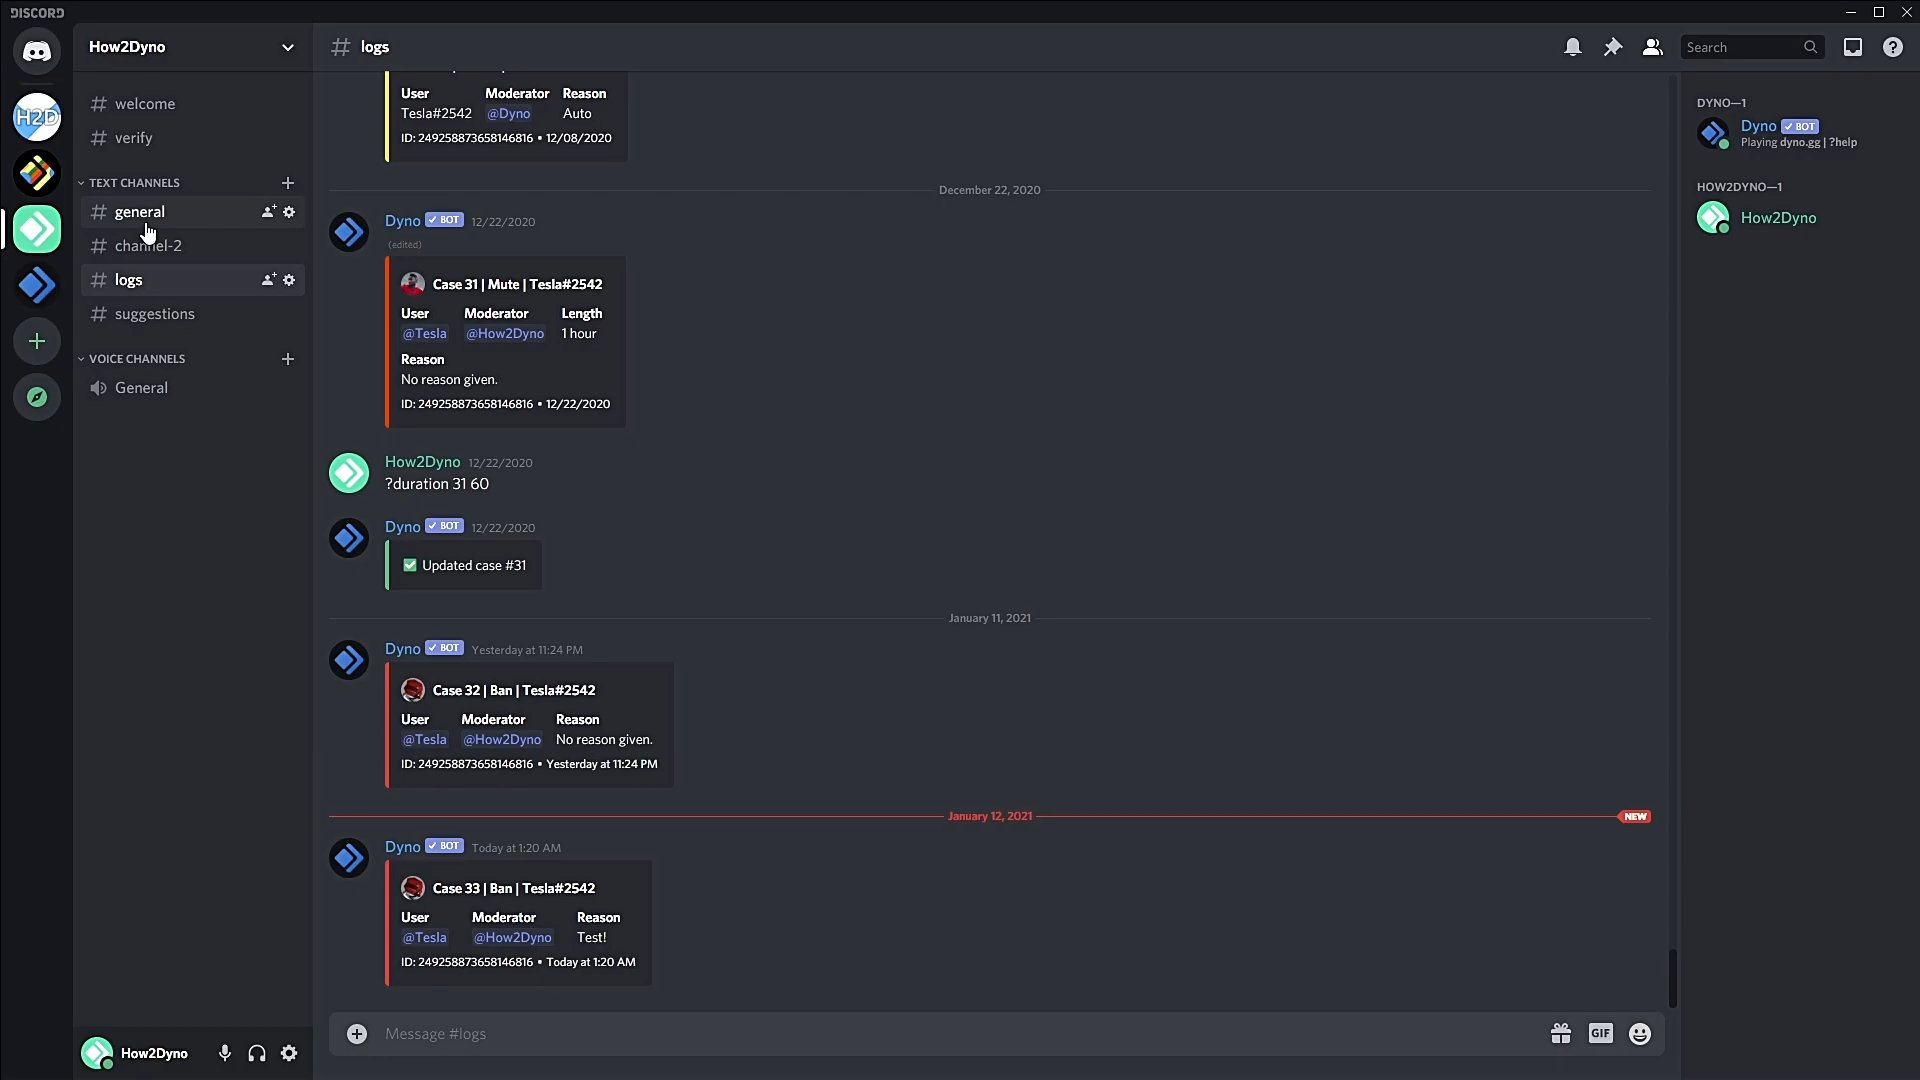 DISCORD
How2Dyno
# logs
Search
H2D
# welcome
# verify
TEXT CHANNELS
# general
# channel-2
# logs
# suggestions
VOICE CHANNELS
General
How2Dyno
User Moderator Reason
Tesla#2542 @Dyno Auto
ID: 249258873658146816 • 12/08/2020
December 22, 2020
Dyno ✓ BOT 12/22/2020
(edited)
Case 31 | Mute | Tesla#2542
User Moderator Length
@Tesla @How2Dyno 1 hour
Reason
No reason given.
ID: 249258873658146816 • 12/22/2020
How2Dyno 12/22/2020
?duration 31 60
Dyno ✓ BOT 12/22/2020
✅ Updated case #31
January 11, 2021
Dyno ✓ BOT Yesterday at 11:24 PM
Case 32 | Ban | Tesla#2542
User Moderator Reason
@Tesla @How2Dyno No reason given.
ID: 249258873658146816 • Yesterday at 11:24 PM
January 12, 2021 NEW
Dyno ✓ BOT Today at 1:20 AM
Case 33 | Ban | Tesla#2542
User Moderator Reason
@Tesla @How2Dyno Test!
ID: 249258873658146816 • Today at 1:20 AM
Message #logs
GIF
DYNO—1
Dyno ✓ BOT
Playing dyno.gg | ?help
HOW2DYNO—1
How2Dyno